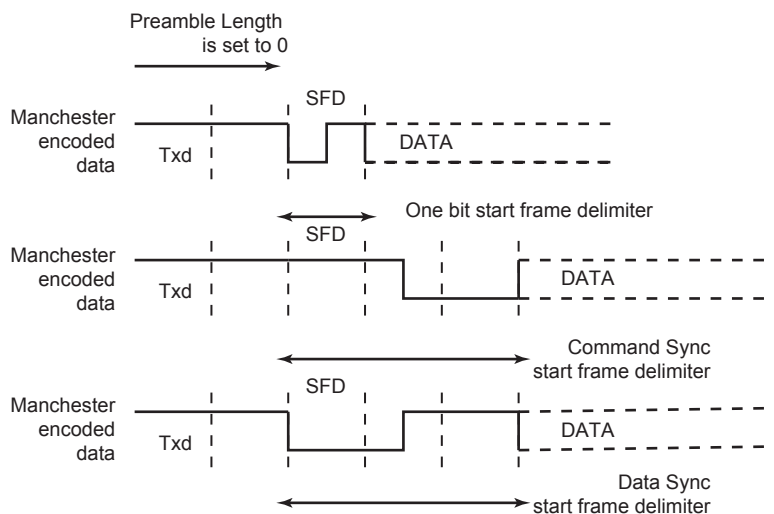 Preamble Length
is set to 0
SFD
Manchester
encoded
data
Txd
DATA
One bit start frame delimiter
SFD
Manchester
encoded
data
Txd
DATA
Command Sync
start frame delimiter
SFD
Manchester
encoded
data
Txd
DATA
Data Sync
start frame delimiter